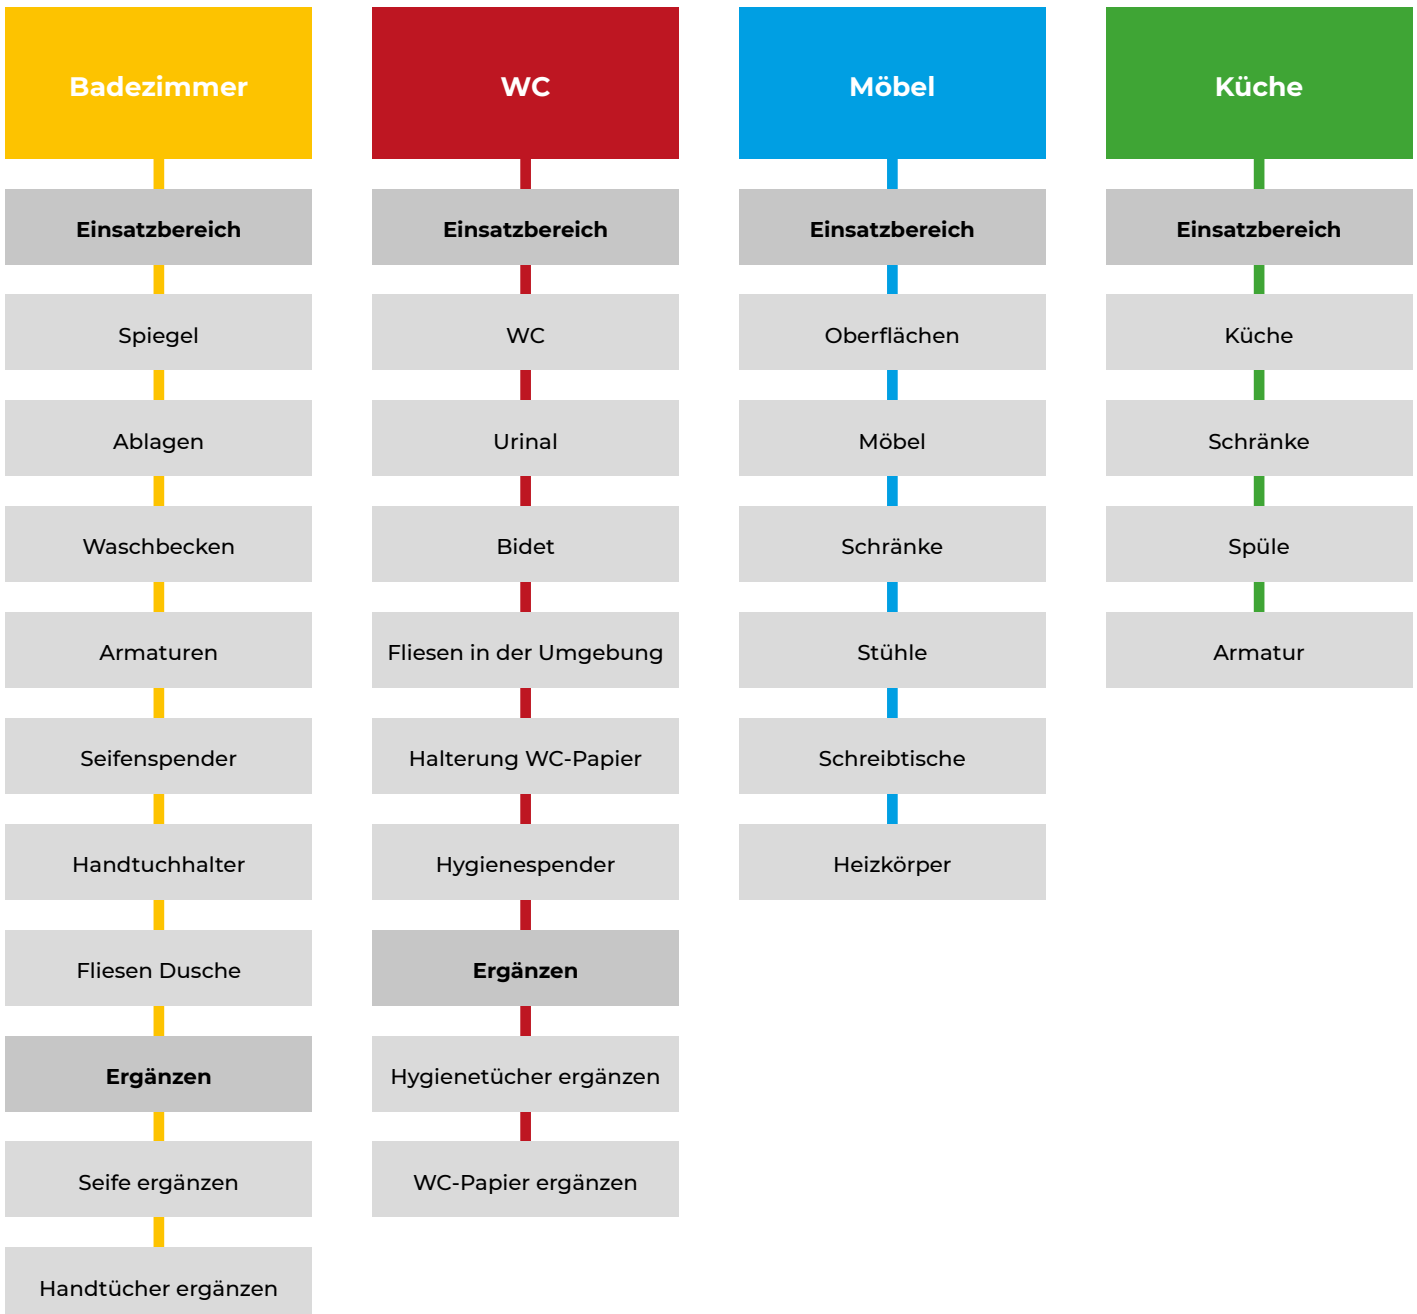 Badezimmer
Einsatzbereich
Spiegel
Ablagen
Waschbecken
Armaturen
Seifenspender
Handtuchhalter
Fliesen Dusche
Ergänzen
Seife ergänzen
Handtücher ergänzen
WC
Einsatzbereich
WC
Urinal
Bidet
Fliesen in der Umgebung
Halterung WC-Papier
Hygienespender
Ergänzen
Hygienetücher ergänzen
WC-Papier ergänzen
Möbel
Einsatzbereich
Oberflächen
Möbel
Schränke
Stühle
Schreibtische
Heizkörper
Küche
Einsatzbereich
Küche
Schränke
Spüle
Armatur